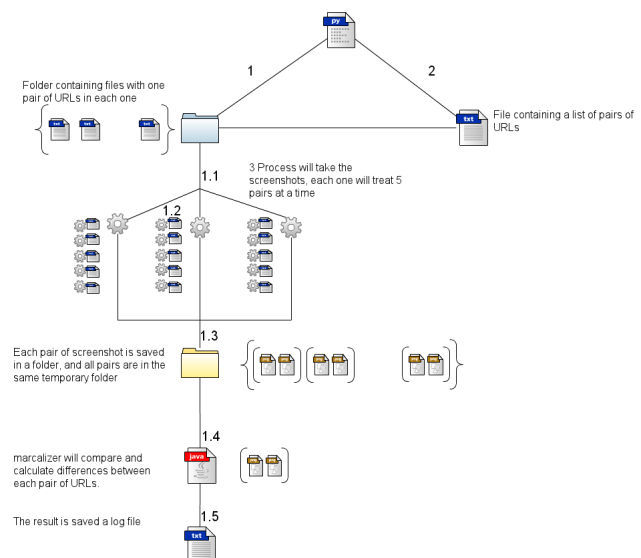 py
1
2
Folder containing files with one
pair of URLs in each one
txt
txt
txt
txt
File containing a list of pairs of
URLs
1.1
3 Process will take the
screenshots, each one will treat 5
pairs at a time
1.2
1.3
Each pair of screenshot is saved
in a folder, and all pairs are in the
same temporary folder
1.4
java
marcalizer will compare and
calculate differences between
each pair of URLs.
1.5
The result is saved a log file
txt